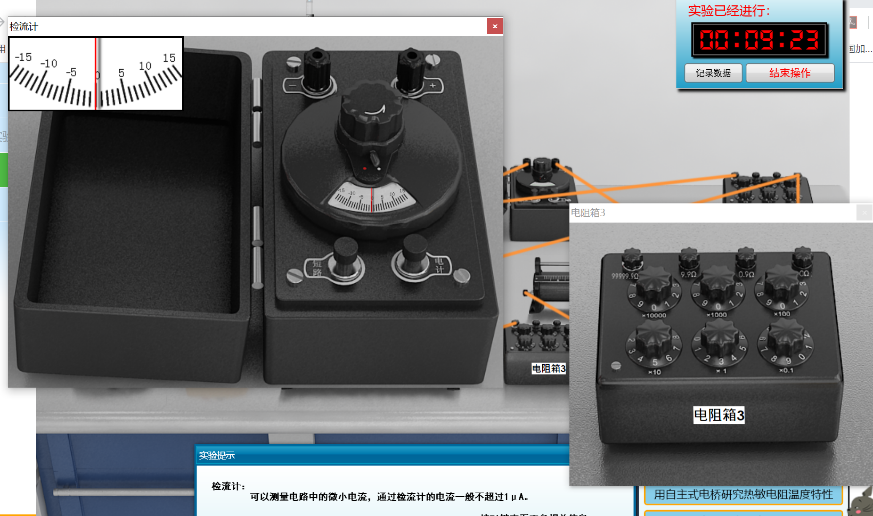 检流计
-15
-10
-5
0
5
10
15
实验已经进行:
00:09:23
记录数据
结束操作
短路
电计
电阻箱3
电阻箱3
99999.9Ω
9.9Ω
0.9Ω
0Ω
×10000
×1000
×100
×10
×1
×0.1
电阻箱3
实验提示
检流计:
可以测量电路中的微小电流，通过检流计的电流一般不超过1μA。
用自主式电桥研究热敏电阻温度特性